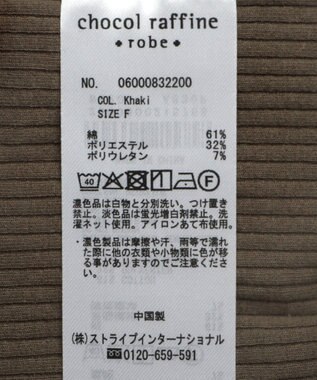 chocol raffine
• robe •
NO. 06000832200
COL. Khaki
SIZE F
綿 61%
ポリエステル 32%
ポリウレタン 7%
40 F
濃色品は白物と分別洗い。つけ置き
禁止。淡色品は蛍光増白剤禁止。洗
濯ネット使用。アイロンあて布使用。
・濃色製品は摩擦や汗、雨等で濡れ
た際に他の衣類や小物類に色が移
る事がありますのでご注意くださ
い。
中国製
(株)ストライプインターナショナル
0120-659-591